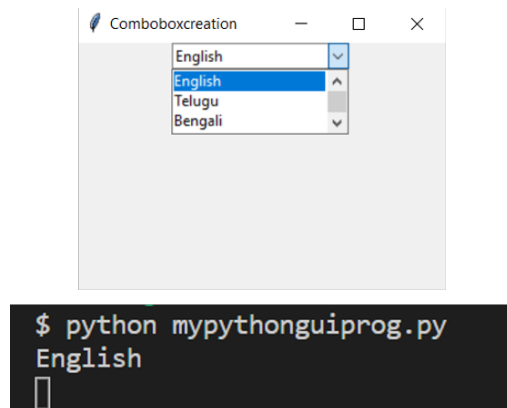 Comboboxcreation
English
English
Telugu
Bengali
$ python mypythonguiprog.py
English